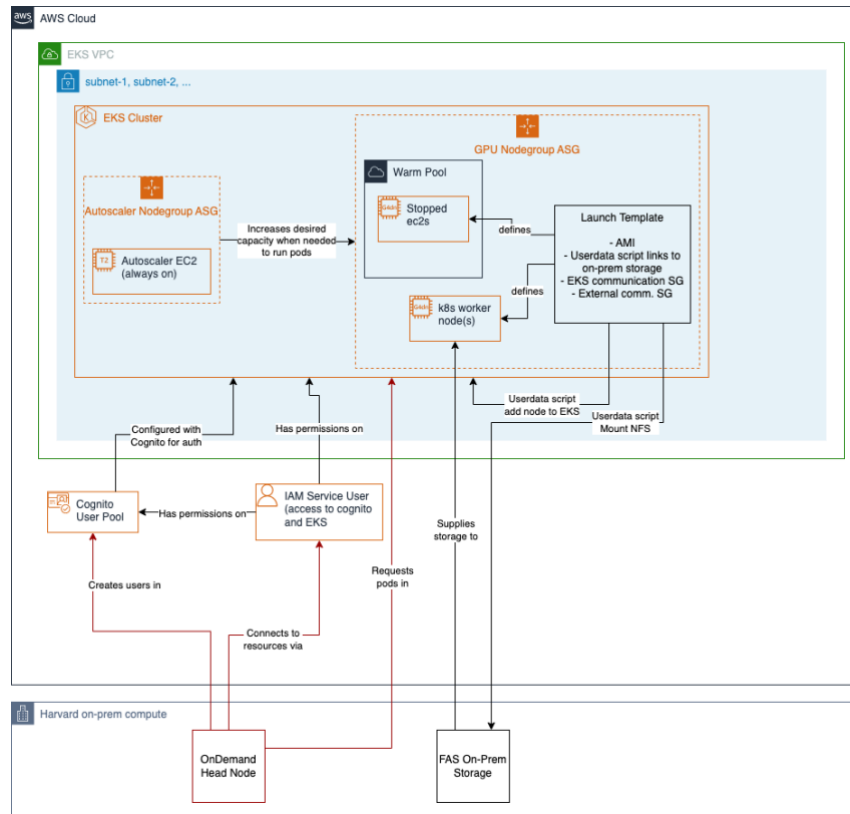 aws
AWS Cloud
EKS VPC
subnet-1, subnet-2, ...
EKS Cluster
GPU Nodegroup ASG
Warm Pool
Autoscaler Nodegroup ASG
Stopped
ec2s
Launch Template
- AMI
- Userdata script links to
on-prem storage
- EKS communication SG
- External comm. SG
defines
Increases desired
capacity when needed
to run pods
T2
Autoscaler EC2
(always on)
defines
k8s worker
node(s)
Userdata script
add node to EKS
Userdata script
Mount NFS
Configured with
Cognito for auth
Has permissions on
Cognito
User Pool
Has permissions on
IAM Service User
(access to cognito
and EKS
Supplies
storage to
Requests
pods in
Creates users in
Connects to
resources via
Harvard on-prem compute
OnDemand
Head Node
FAS On-Prem
Storage